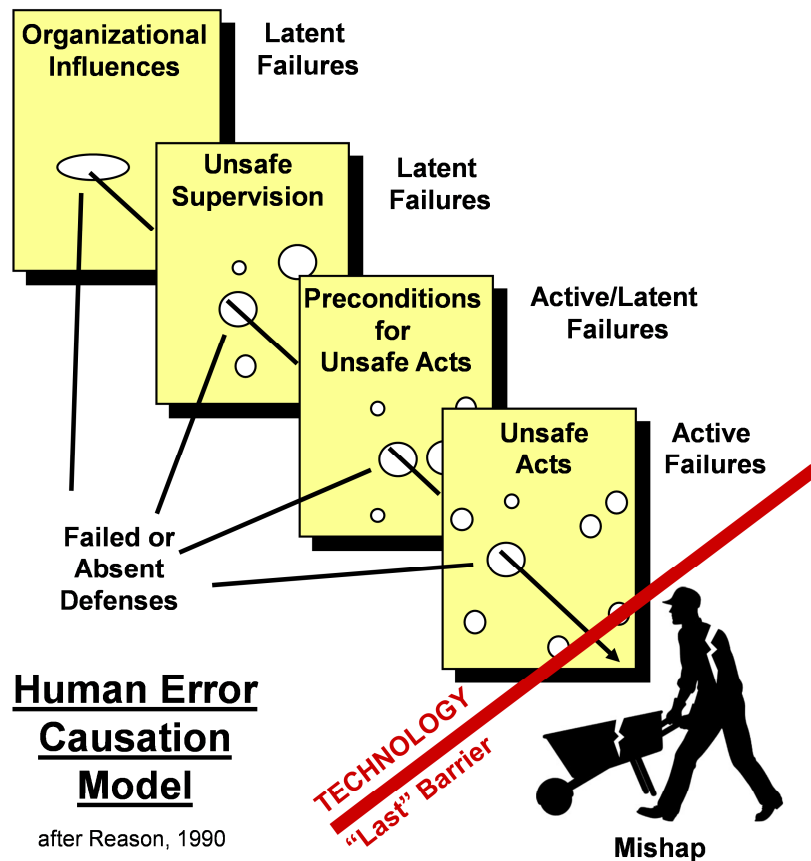 Organizational
Influences
Latent
Failures
Unsafe
Supervision
Latent
Failures
Preconditions
for
Unsafe Acts
Active/Latent
Failures
Unsafe
Acts
Active
Failures
Failed or
Absent
Defenses
Human Error
Causation
Model
after Reason, 1990
TECHNOLOGY
“Last” Barrier
Mishap